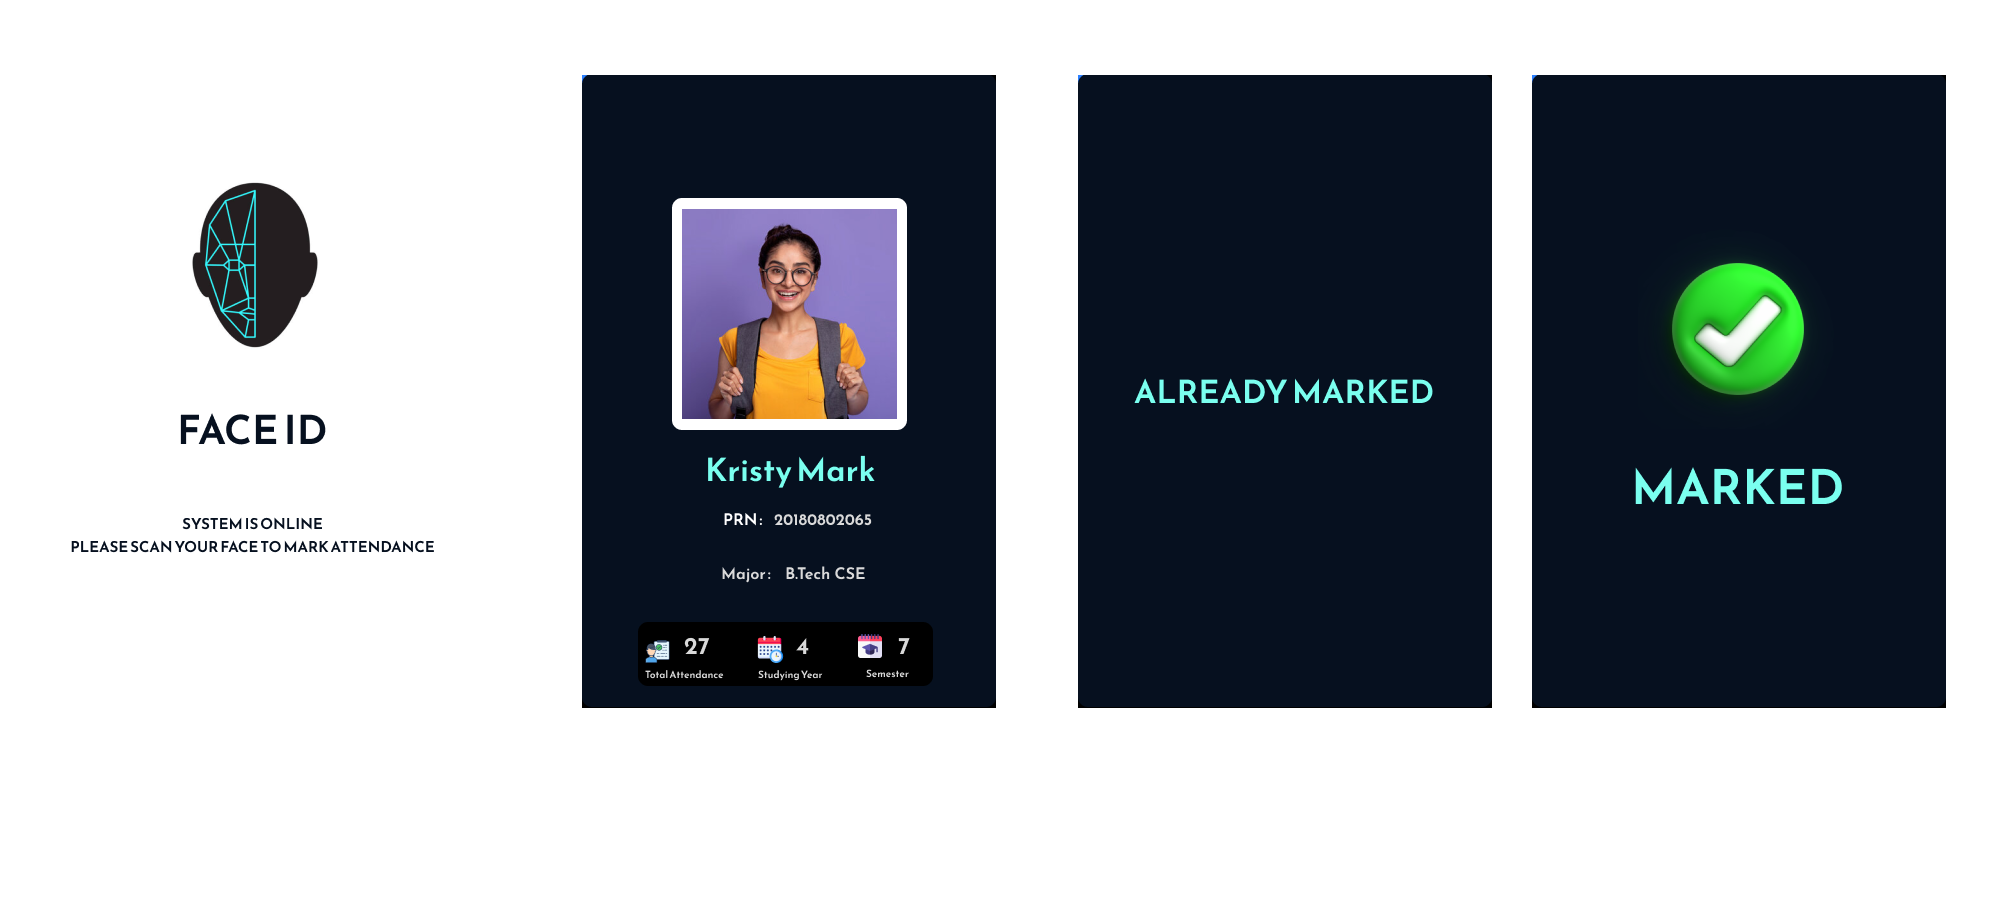 FACE ID
SYSTEM IS ONLINE
PLEASE SCAN YOUR FACE TO MARK ATTENDANCE
Kristy Mark
PRN: 20180802065
Major: B.Tech CSE
27 4 7
Total Attendance Studying Year Semester
ALREADY MARKED
MARKED